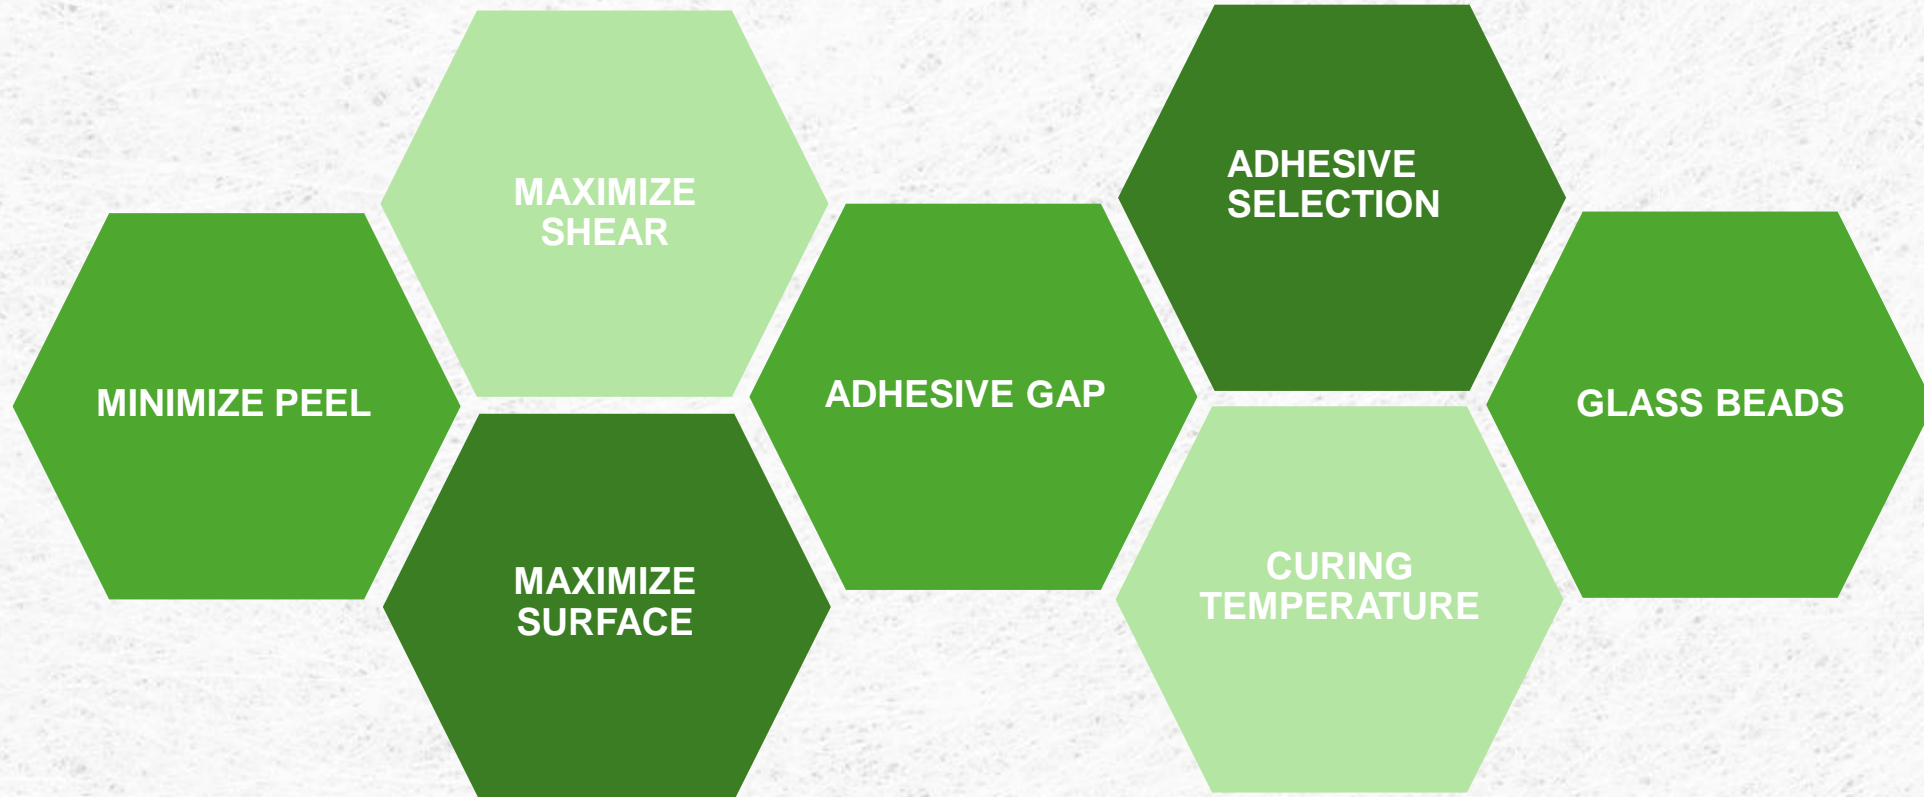 MINIMIZE PEEL
MAXIMIZE
SHEAR
MAXIMIZE
SURFACE
ADHESIVE GAP
ADHESIVE
SELECTION
CURING
TEMPERATURE
GLASS BEADS